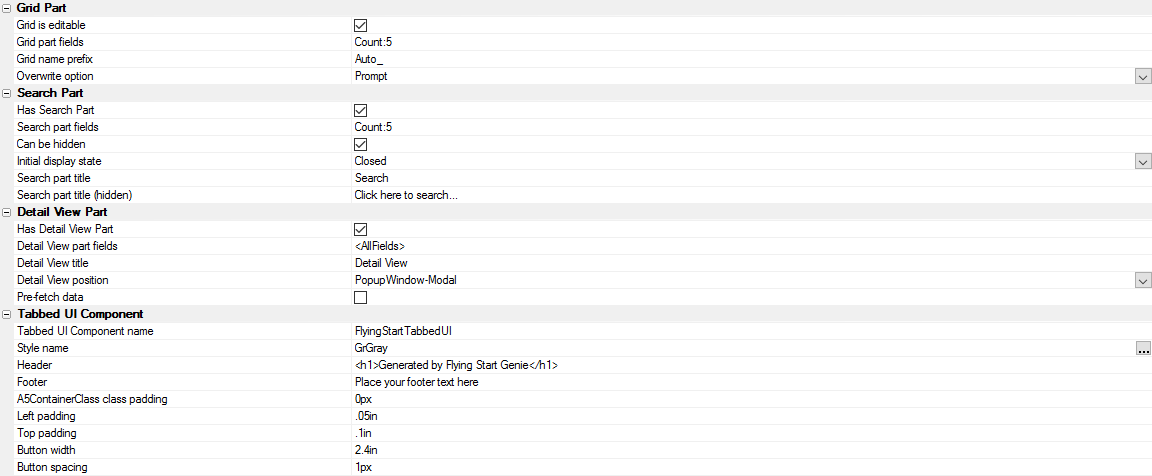 Grid Part
Grid is editable
Grid part fields Count:5
Grid name prefix Auto_
Overwrite option Prompt
Search Part
Has Search Part
Search part fields Count:5
Can be hidden
Initial display state Closed
Search part title Search
Search part title (hidden) Click here to search...
Detail View Part
Has Detail View Part
Detail View part fields <AllFields>
Detail View title Detail View
Detail View position PopupWindow-Modal
Pre-fetch data
Tabbed UI Component
Tabbed UI Component name FlyingStartTabbedUI
Style name GrGray
Header <h1>Generated by Flying Start Genie</h1>
Footer Place your footer text here
A5ContainerClass class padding 0px
Left padding .05in
Top padding .1in
Button width 2.4in
Button spacing 1px